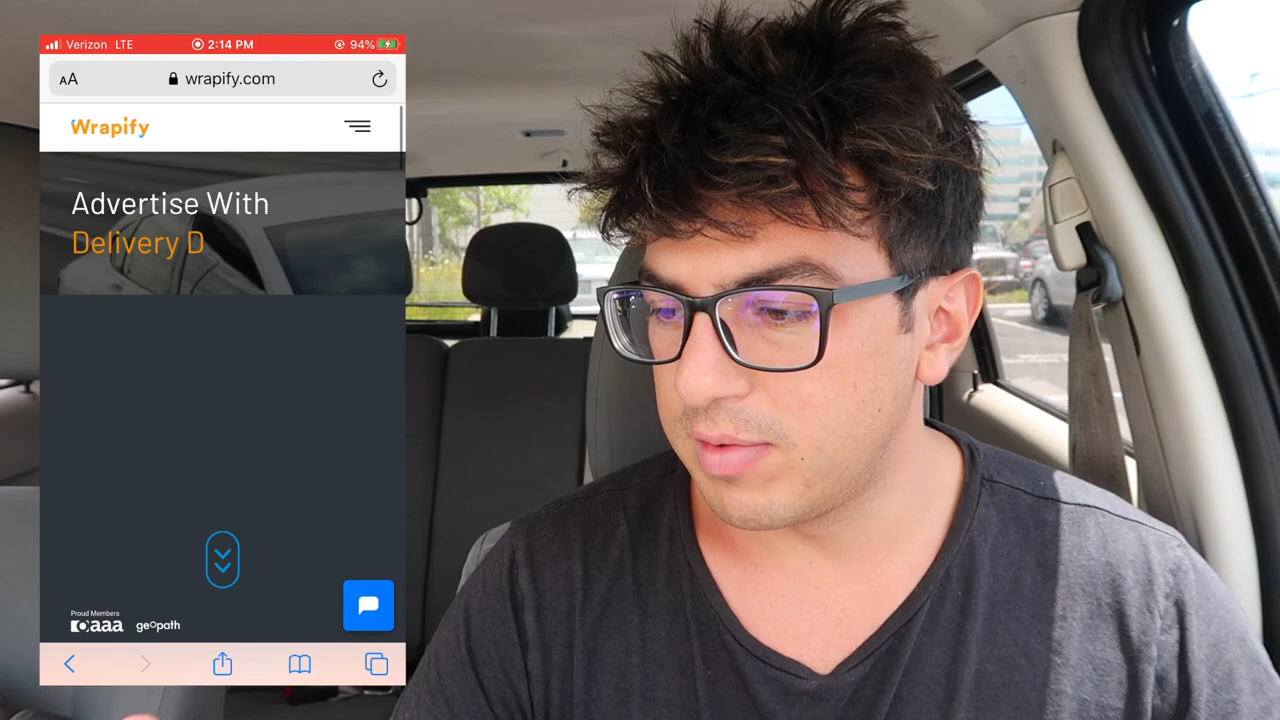 Verizon LTE 2:14 PM 94%
AA wrapify.com
Wrapify
Advertise With
Delivery D
Proud Members
oaaa geopath